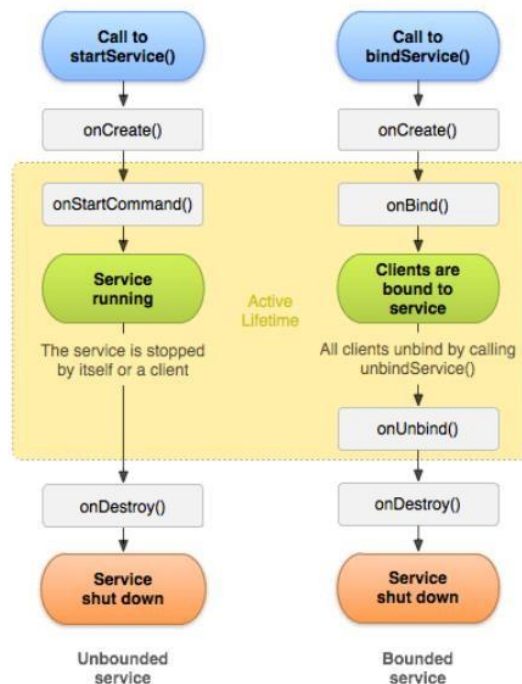 Call to
startService()
onCreate()
onStartCommand()
Service
running
The service is stopped
by itself or a client
onDestroy()
Service
shut down
Unbounded
service
Active
Lifetime
Call to
bindService()
onCreate()
onBind()
Clients are
bound to
service
All clients unbind by calling
unbindService()
onUnbind()
onDestroy()
Service
shut down
Bounded
service